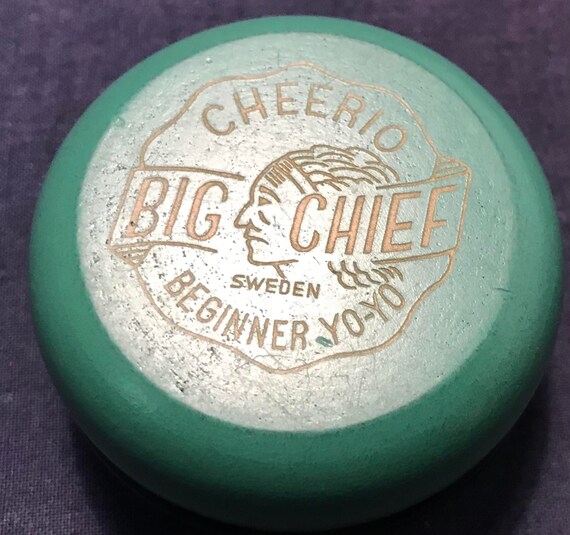 CHEERIO
BIG CHIEF
SWEDEN
BEGINNER YO-YO